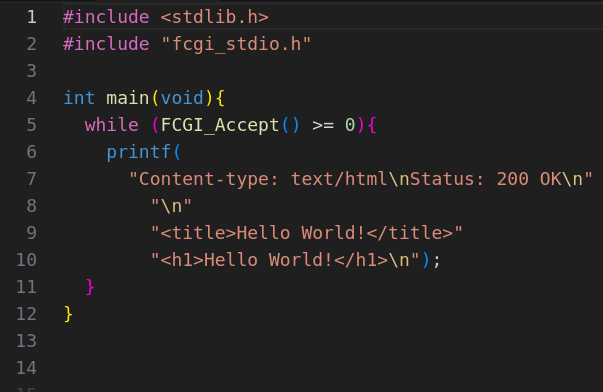 1 #include <stdlib.h>
2 #include "fcgi_stdio.h"
3
4 int main(void){
5   while (FCGI_Accept() >= 0){
6     printf(
7       "Content-type: text/html\nStatus: 200 OK\n"
8         "\n"
9         "<title>Hello World!</title>"
10         "<h1>Hello World!</h1>\n");
11   }
12 }
13
14
15